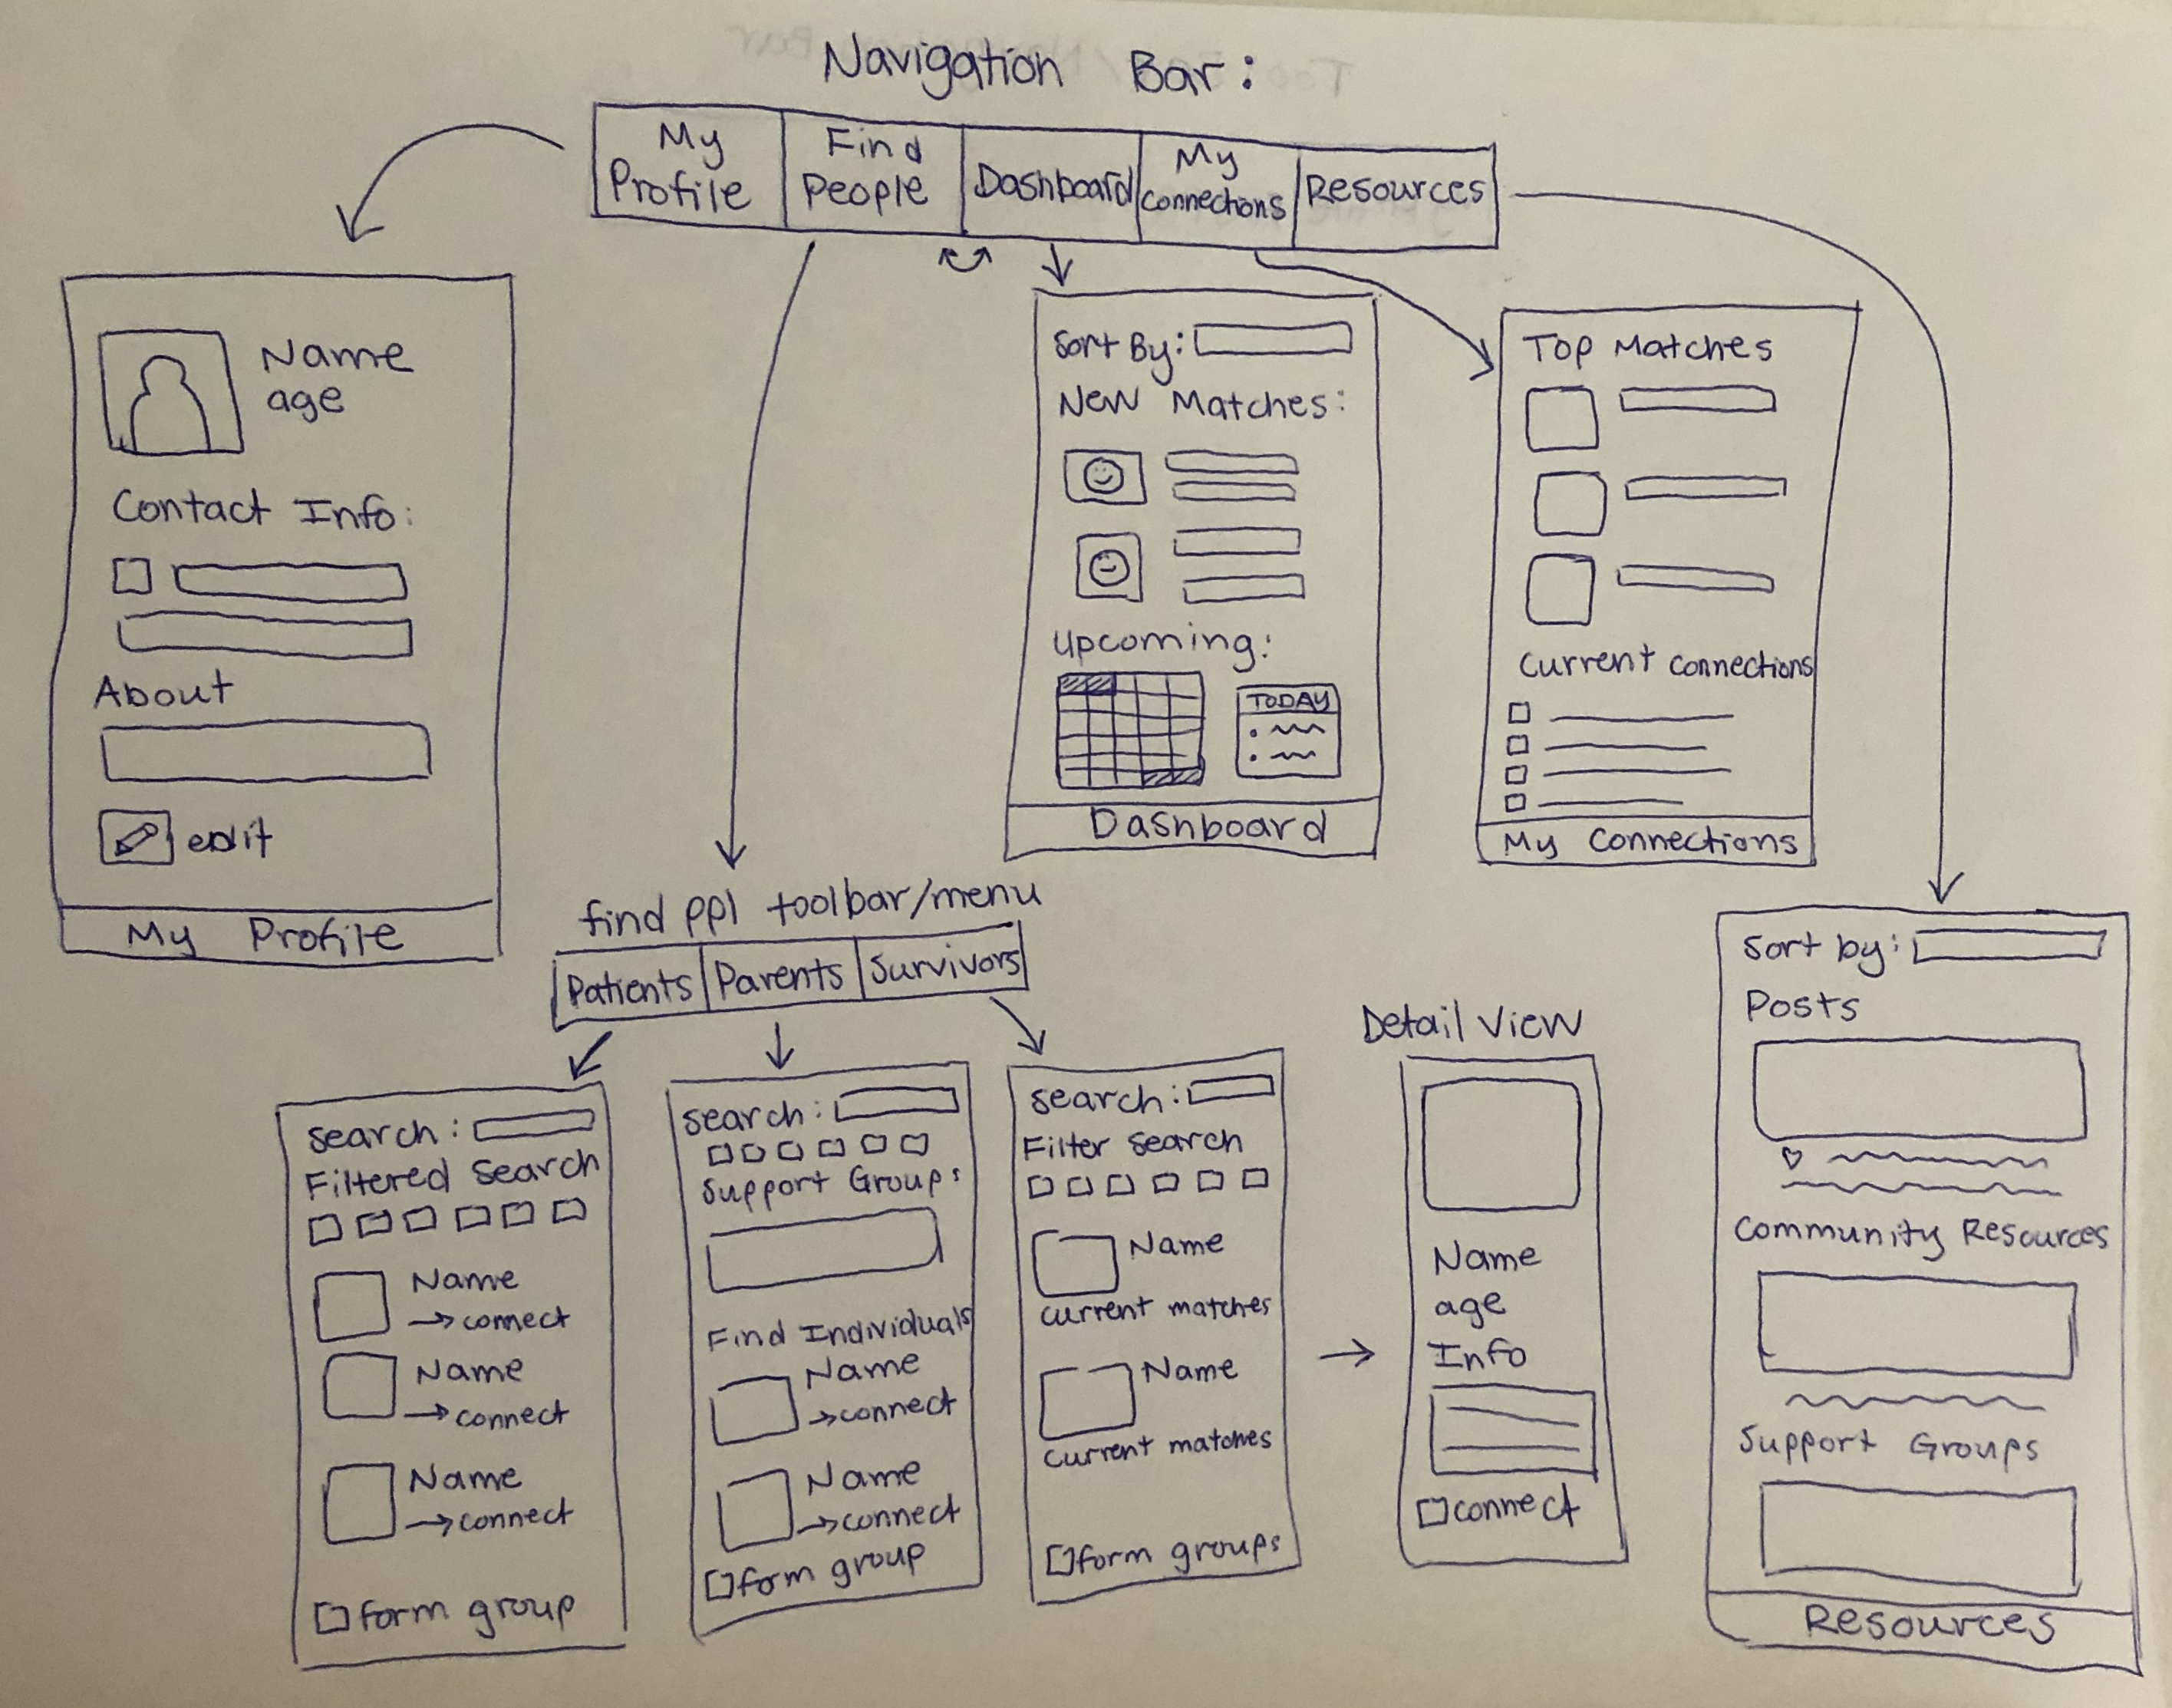 Navigation Bar:
My Profile
Find People
Dashboard
My Connections
Resources
Name
age
Contact Info:
About
edit
My Profile
Sort By:
New Matches:
Upcoming:
TODAY
Dashboard
Top Matches
Current Connections
My Connections
find ppl toolbar/menu
Patients
Parents
Survivors
Search:
Filtered Search
Name
→connect
Name
→connect
Name
→connect
form group
Search:
Support Groups
Find Individuals
Name
→connect
Name
→connect
form group
Search:
Filter Search
Name
current matches
Name
current matches
form groups
Detail View
Name
age
Info
connect
Sort by:
Posts
Community Resources
Support Groups
Resources